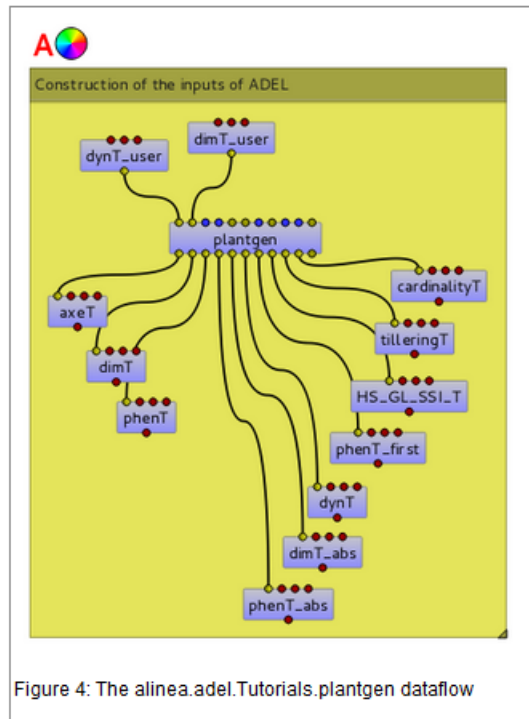 A
Construction of the inputs of ADEL
dimT_user
dynT_user
plantgen
cardinalityT
axeT
tilleringT
dimT
HS_GL_SSI_T
phenT
phenT_first
dynT
dimT_abs
phenT_abs
Figure 4: The alinea.adel.Tutorials.plantgen dataflow